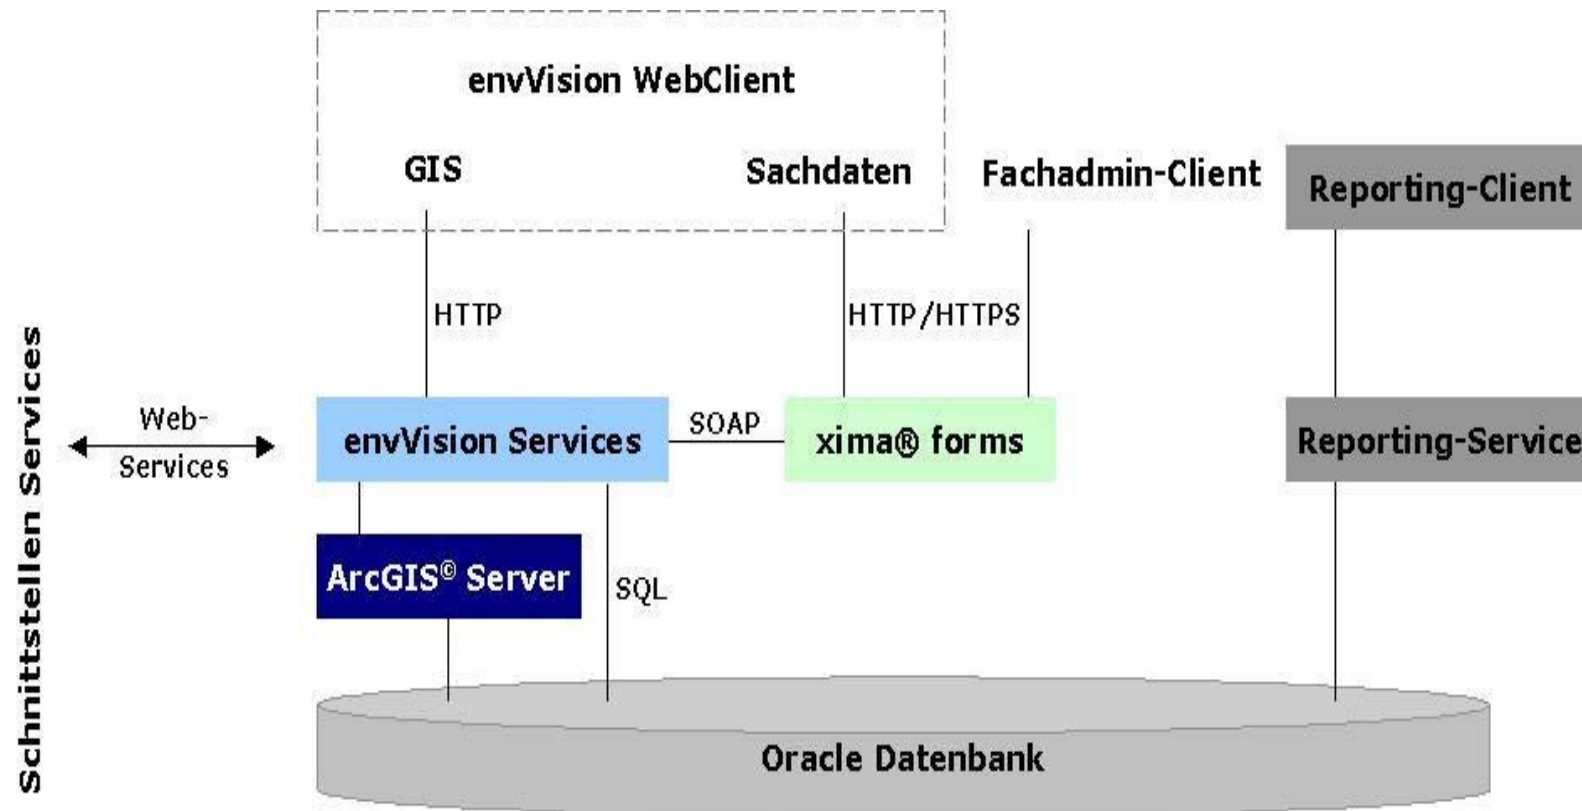 envVision WebClient
GIS
Sachdaten
Fachadmin-Client
Reporting-Client
HTTP
HTTP/HTTPS
Schnittstellen Services
Web-
Services
envVision Services
SOAP
xima® forms
Reporting-Service
ArcGIS© Server
SQL
Oracle Datenbank